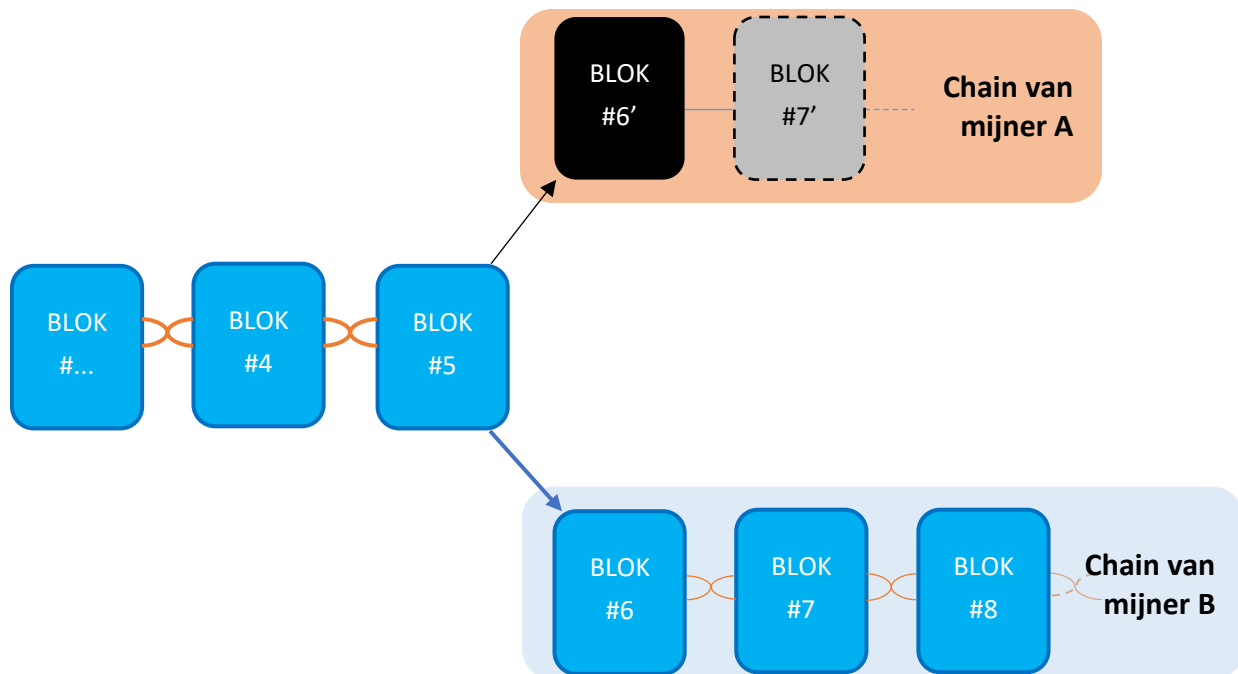 BLOK
#6’
BLOK
#7’
Chain van
mijner A
BLOK
#...
BLOK
#4
BLOK
#5
BLOK
#6
BLOK
#7
BLOK
#8
Chain van
mijner B